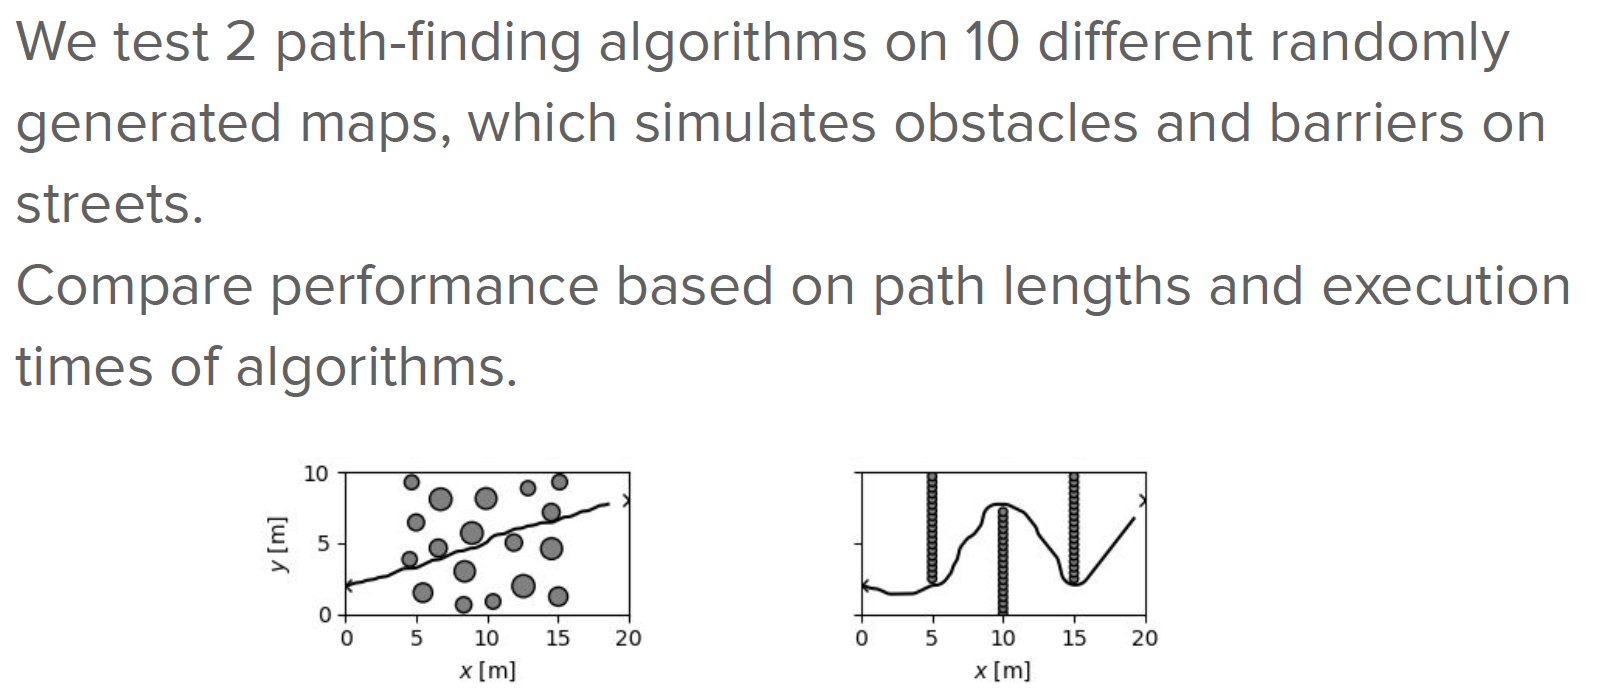 We test 2 path-finding algorithms on 10 different randomly
generated maps, which simulates obstacles and barriers on
streets.
Compare performance based on path lengths and execution
times of algorithms.
10
5
0
y [m]
0 5 10 15 20
x [m]
0 5 10 15 20
x [m]